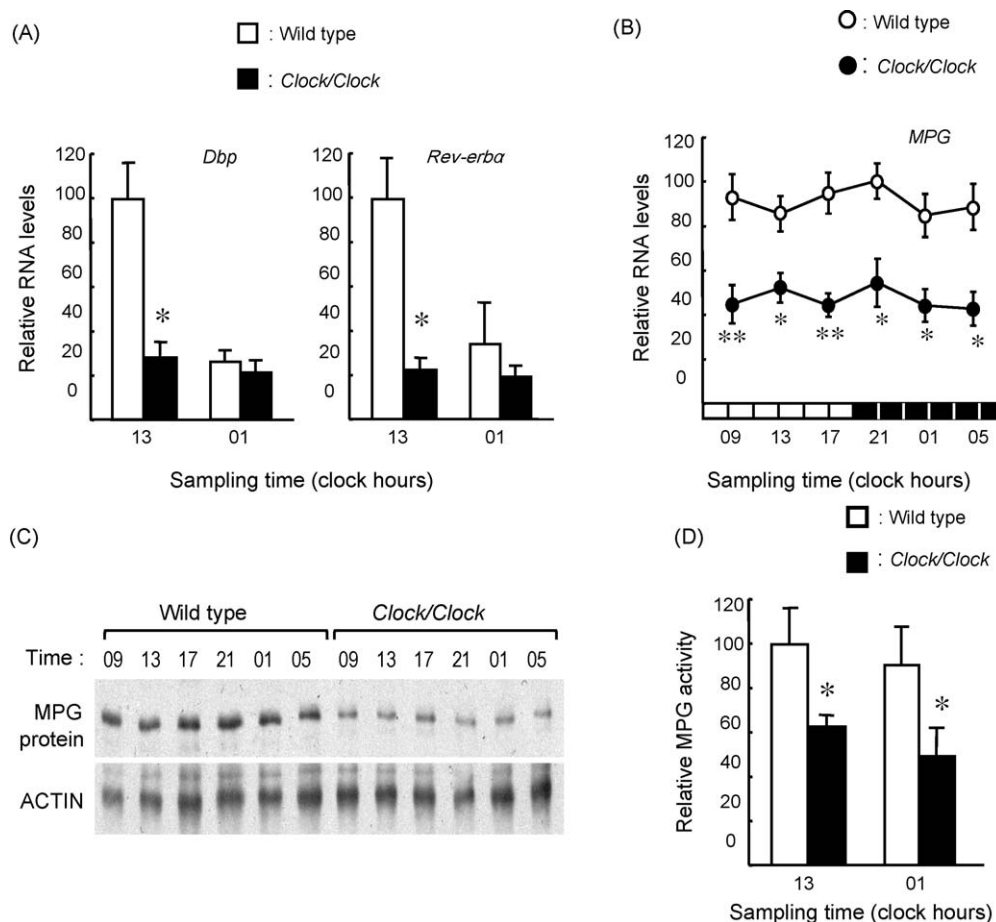 (A)
: Wild type
: Clock/Clock
Dbp
Rev-erbα
Relative RNA levels
120
100
80
60
40
20
0
*
13
01
120
100
80
60
40
20
0
*
13
01
Sampling time (clock hours)
(B)
: Wild type
: Clock/Clock
MPG
Relative RNA levels
120
100
80
60
40
20
0
** * ** * * *
09 13 17 21 01 05
Sampling time (clock hours)
(C)
Wild type Clock/Clock
Time : 09 13 17 21 01 05 09 13 17 21 01 05
MPG
protein
ACTIN
(D)
: Wild type
: Clock/Clock
Relative MPG activity
120
100
80
60
40
20
0
*
*
13
01
Sampling time (clock hours)